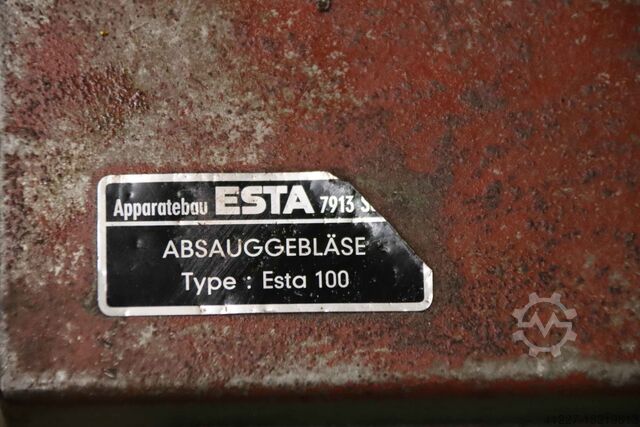 Apparatebau ESTA 7913 S
ABSAUGGEBLÄSE
Type : Esta 100